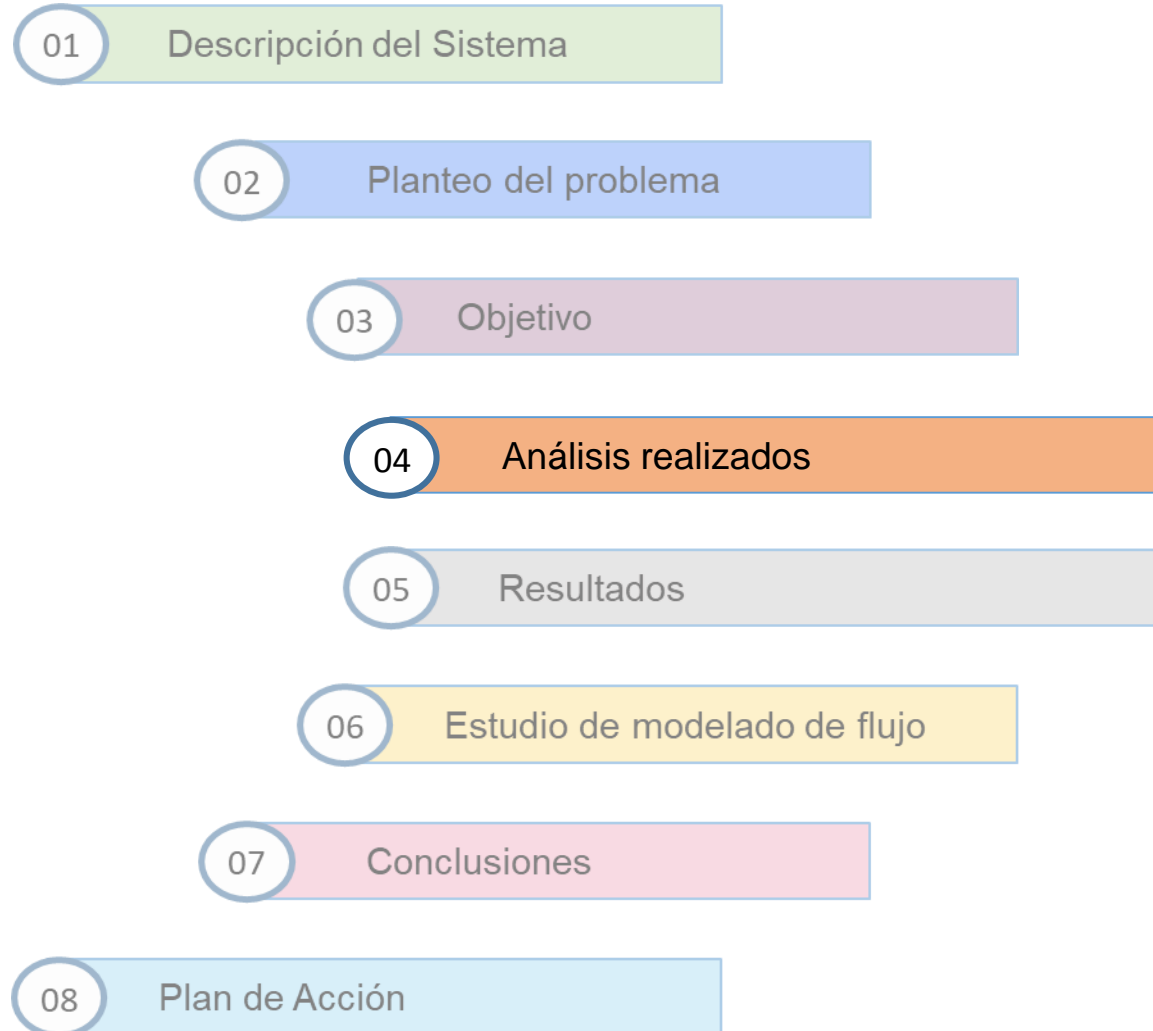 01 Descripción del Sistema
02 Planteo del problema
03 Objetivo
04 Análisis realizados
05 Resultados
06 Estudio de modelado de flujo
07 Conclusiones
08 Plan de Acción